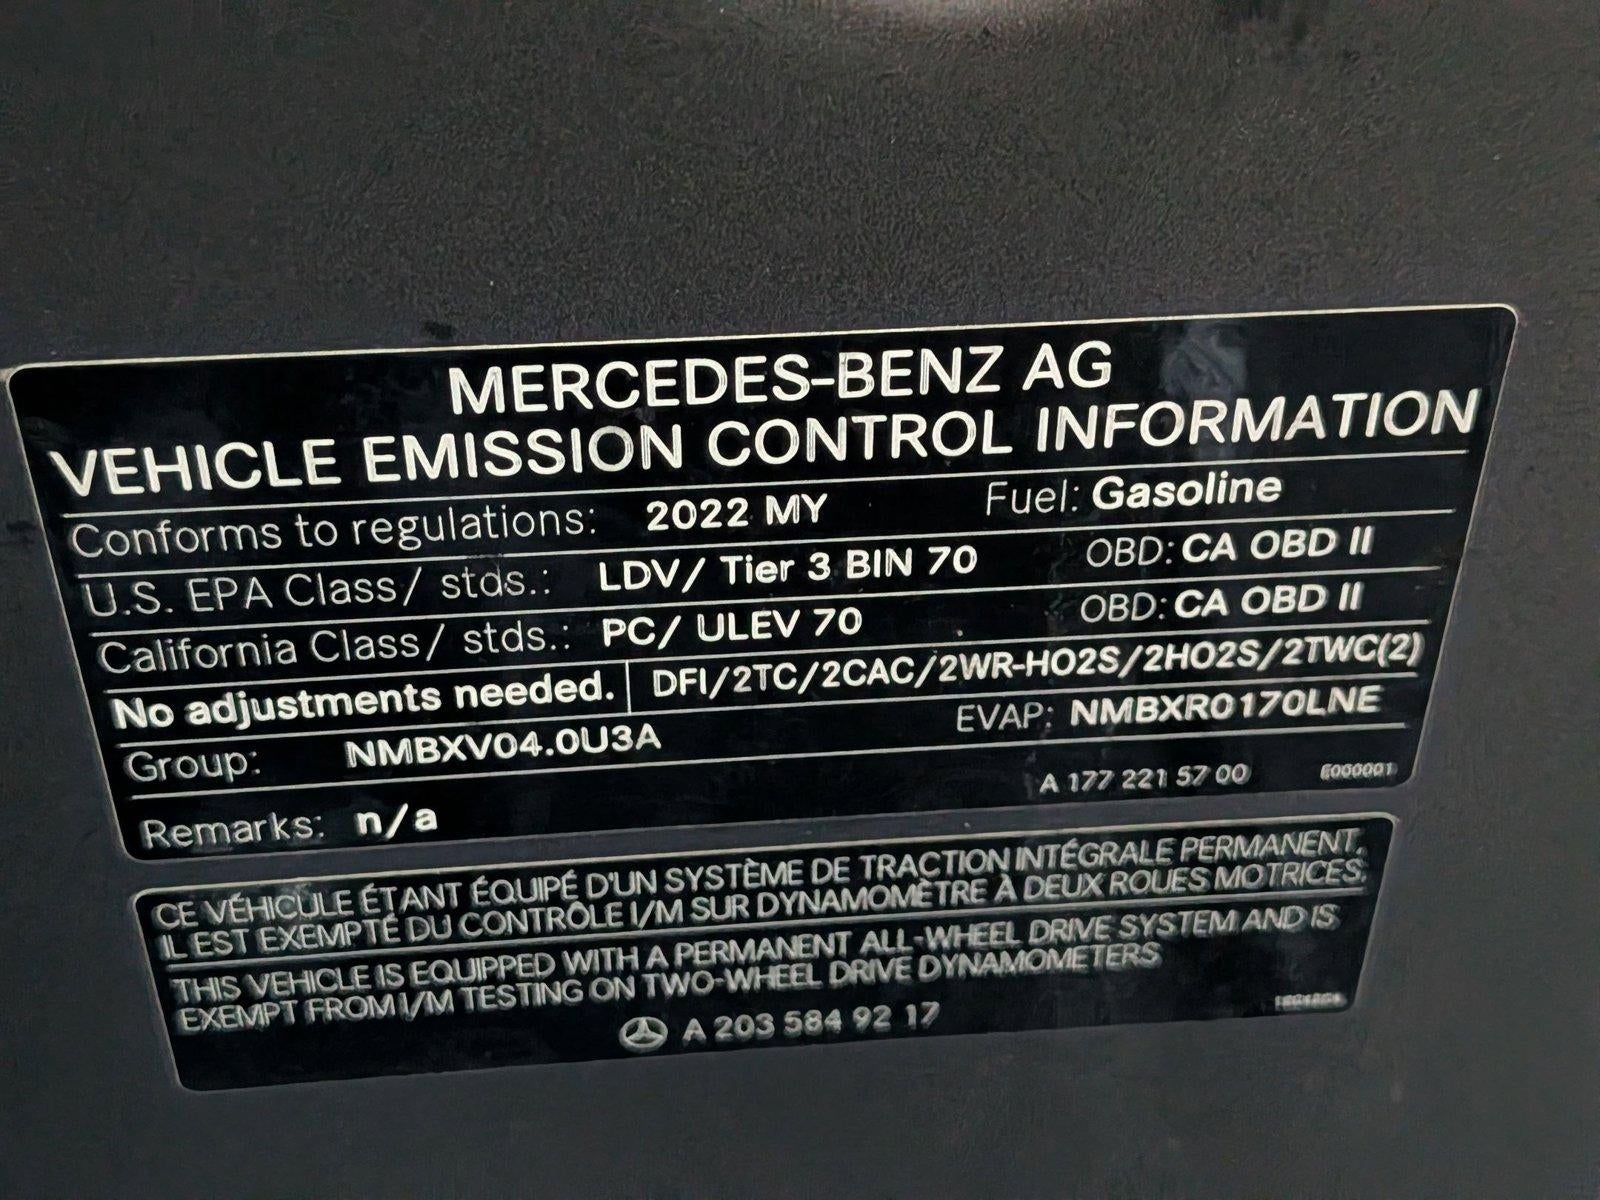 MERCEDES-BENZ AG
VEHICLE EMISSION CONTROL INFORMATION
Conforms to regulations: 2022 MY Fuel: Gasoline
U.S. EPA Class/ stds.: LDV/ Tier 3 BIN 70 OBD: CA OBD II
California Class/ stds.: PC/ ULEV 70 OBD: CA OBD II
No adjustments needed. DFI/2TC/2CAC/2WR-HO2S/2HO2S/2TWC(2)
Group: NMBXV04.0U3A EVAP: NMBXR0170LNE
A 177 221 57 00 E000001
Remarks: n/a
CE VÉHICULE ÉTANT ÉQUIPÉ D'UN SYSTÈME DE TRACTION INTÉGRALE PERMANENT,
IL EST EXEMPTÉ DU CONTRÔLE I/M SUR DYNAMOMÈTRE À DEUX ROUES MOTRICES.
THIS VEHICLE IS EQUIPPED WITH A PERMANENT ALL-WHEEL DRIVE SYSTEM AND IS
EXEMPT FROM I/M TESTING ON TWO-WHEEL DRIVE DYNAMOMETERS
A 203 584 92 17